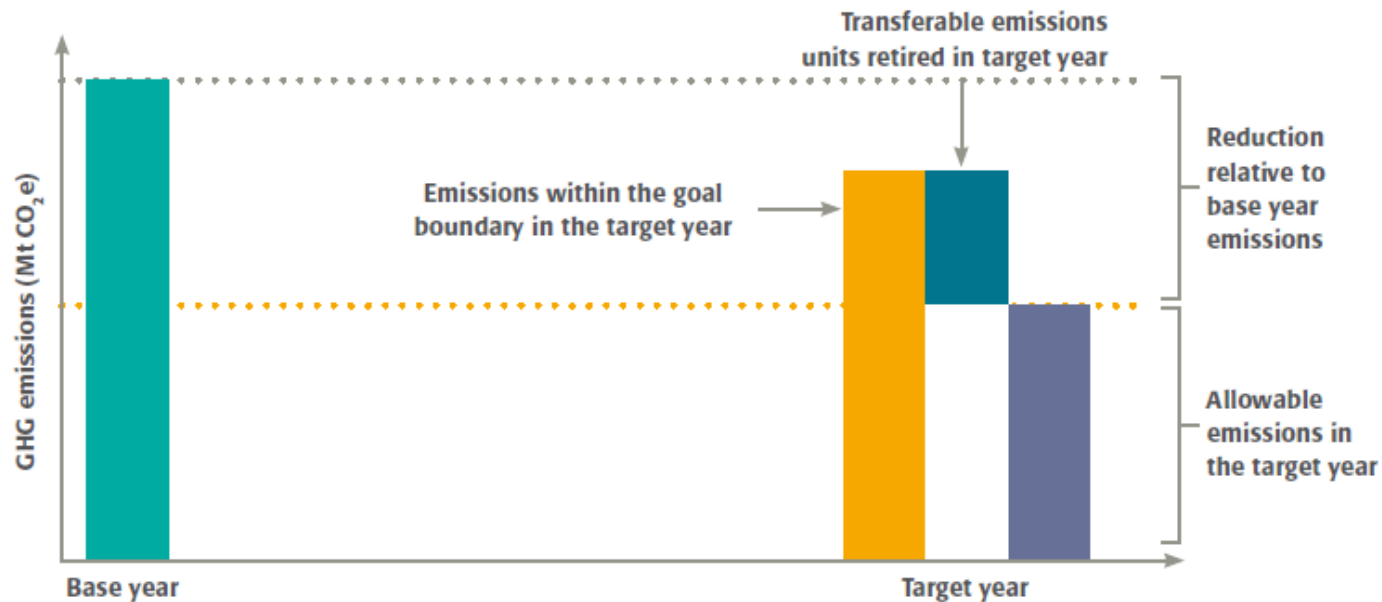 Transferable emissions
units retired in target year
Reduction
relative to
base year
emissions
Emissions within the goal
boundary in the target year
GHG emissions (Mt CO₂e)
Allowable
emissions in
the target year
Base year
Target year